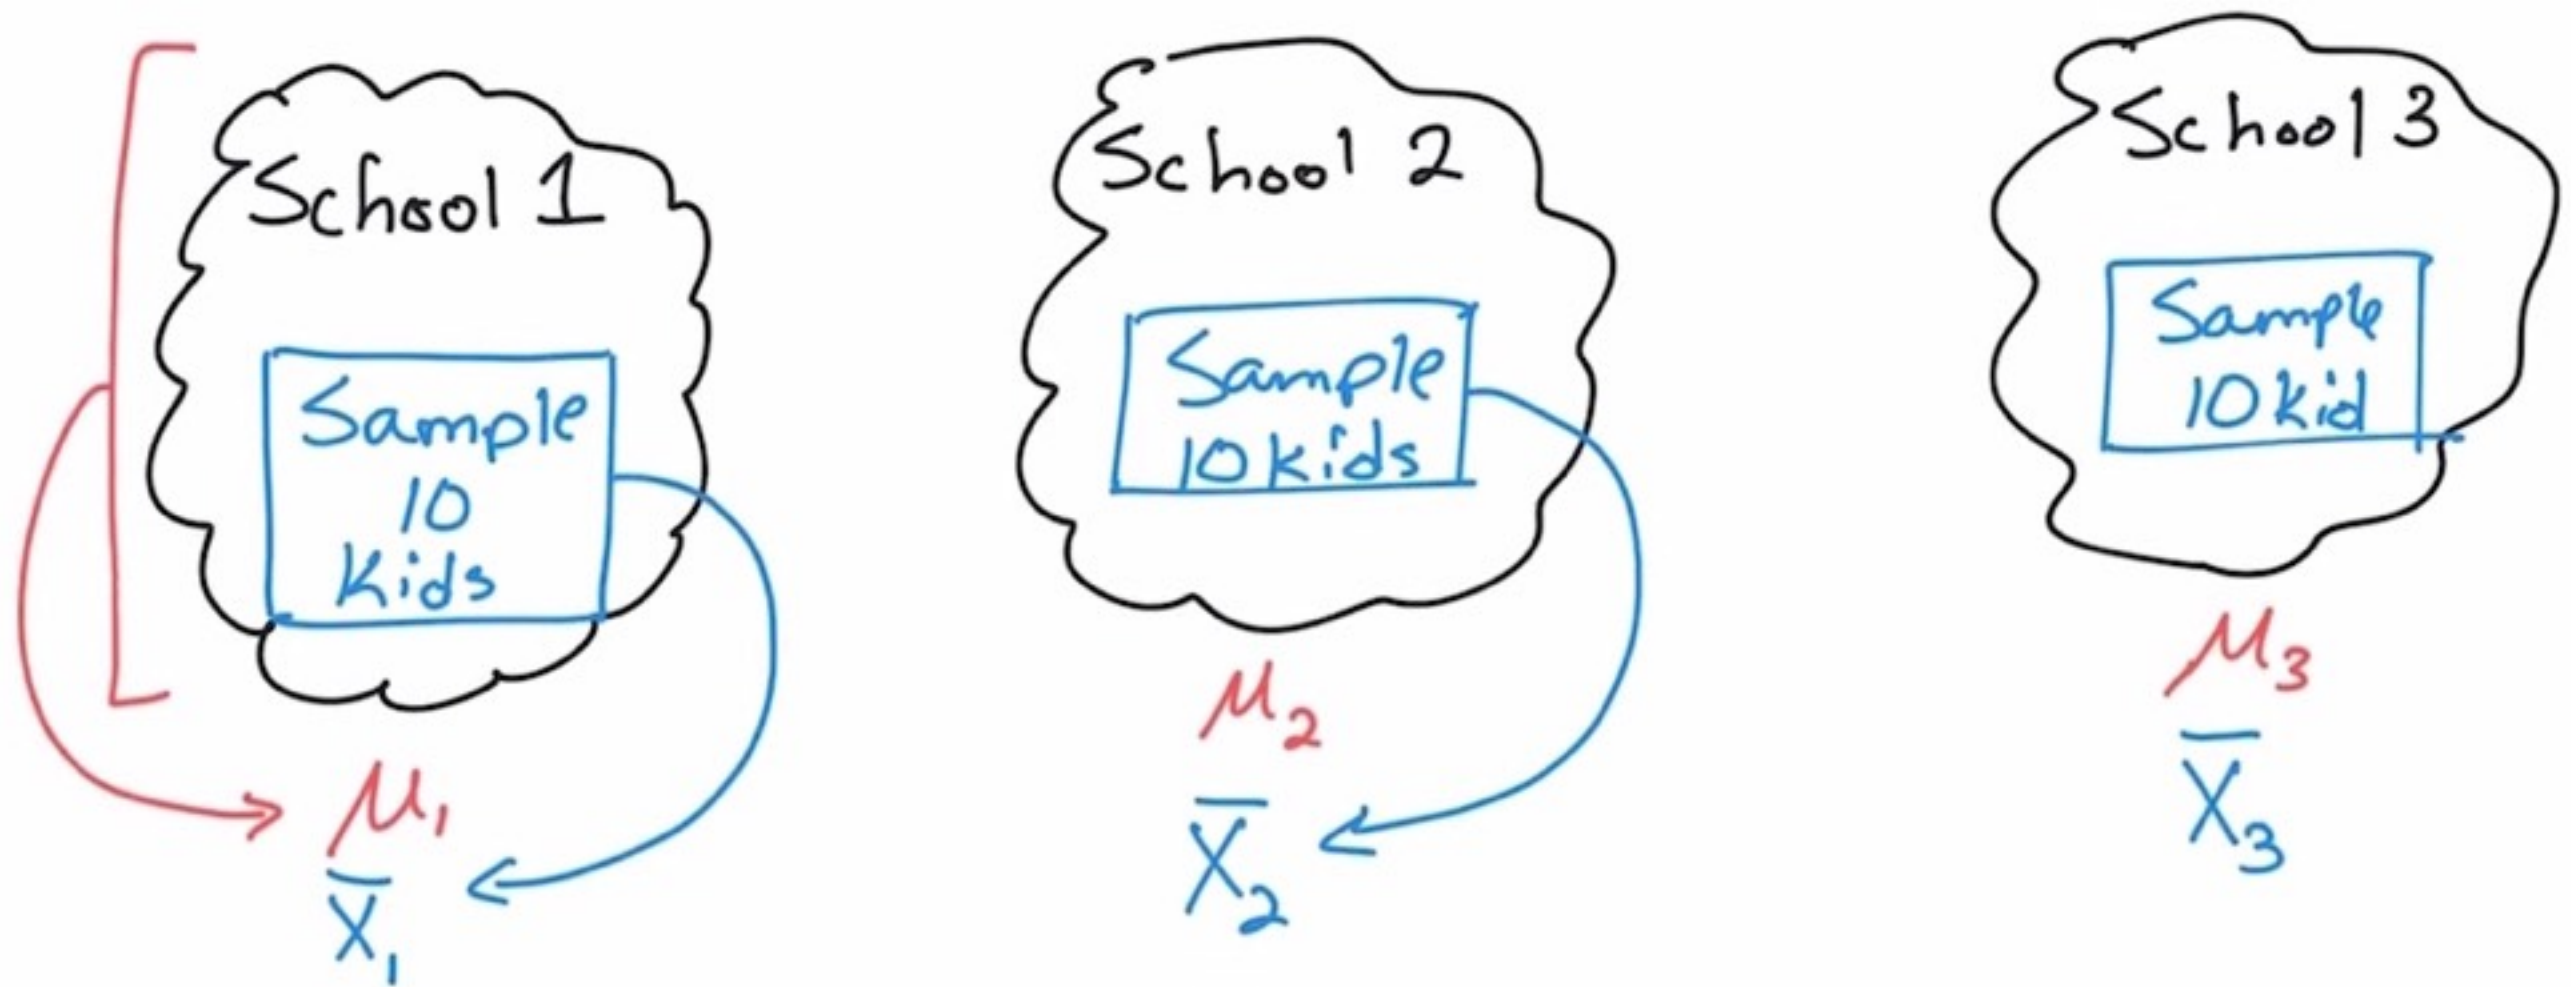 School 1
Sample
10
Kids
μ₁
X̄₁
School 2
Sample
10 kids
μ₂
X̄₂
School 3
Sample
10 kid
μ₃
X̄₃